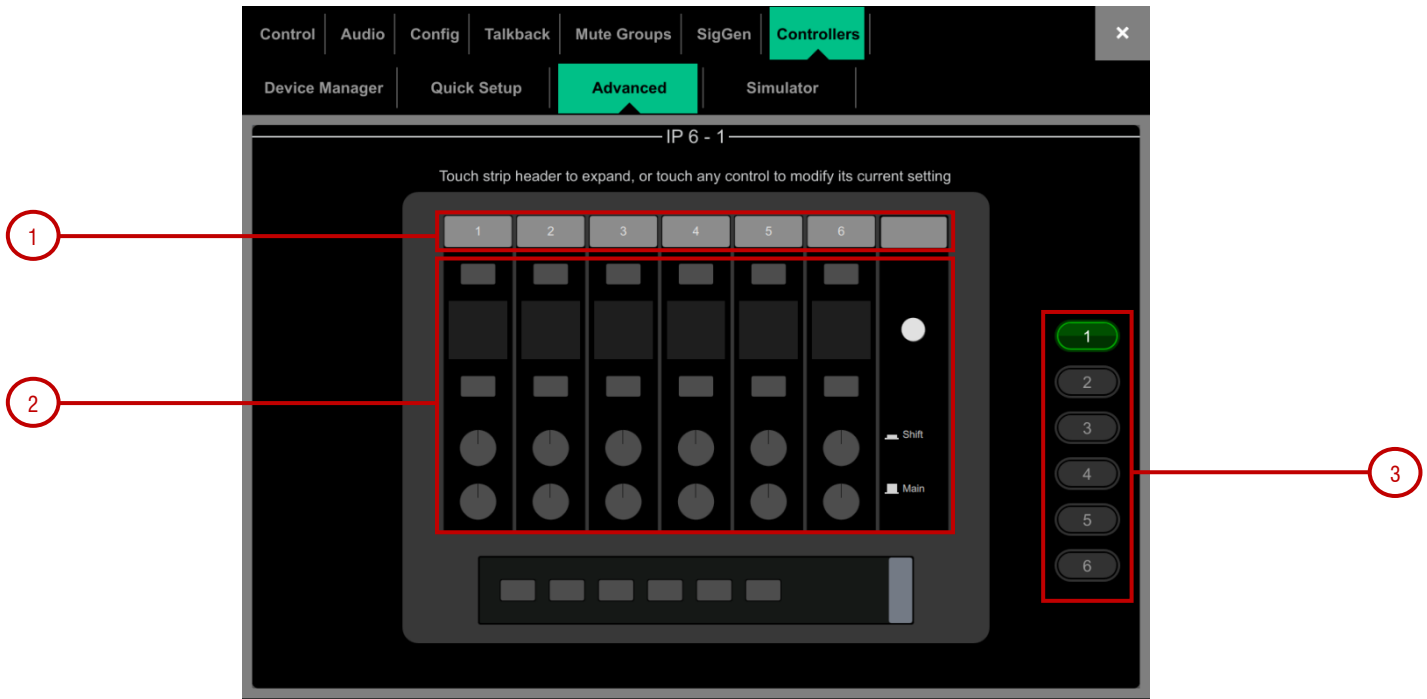 Control Audio Config Talkback Mute Groups SigGen Controllers ×
Device Manager Quick Setup Advanced Simulator
IP 6 - 1
Touch strip header to expand, or touch any control to modify its current setting
1 2 3 4 5 6
Shift
Main
1
2
3
4
5
6
1
2
3